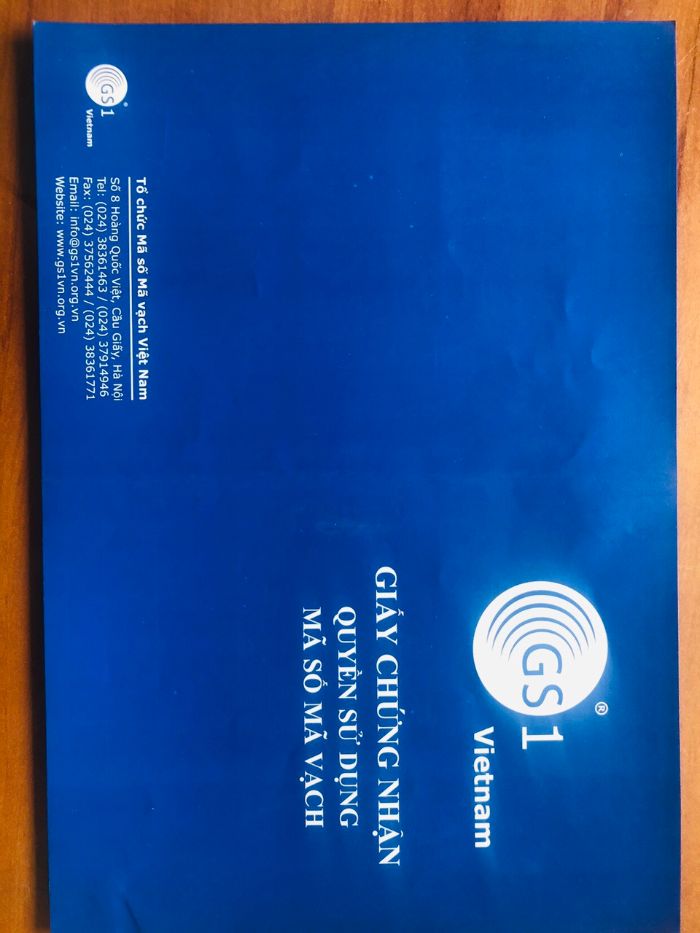 GS1
Vietnam
Tổ chức Mã số Mã vạch Việt Nam
Số 8 Hoàng Quốc Việt, Cầu Giấy, Hà Nội
Tel: (024) 38361463 / (024) 37914946
Fax: (024) 37562444 / (024) 38361771
Email: info@gs1vn.org.vn
Website: www.gs1vn.org.vn
GS1®
Vietnam
GIẤY CHỨNG NHẬN
QUYỀN SỬ DỤNG
MÃ SỐ MÃ VẠCH